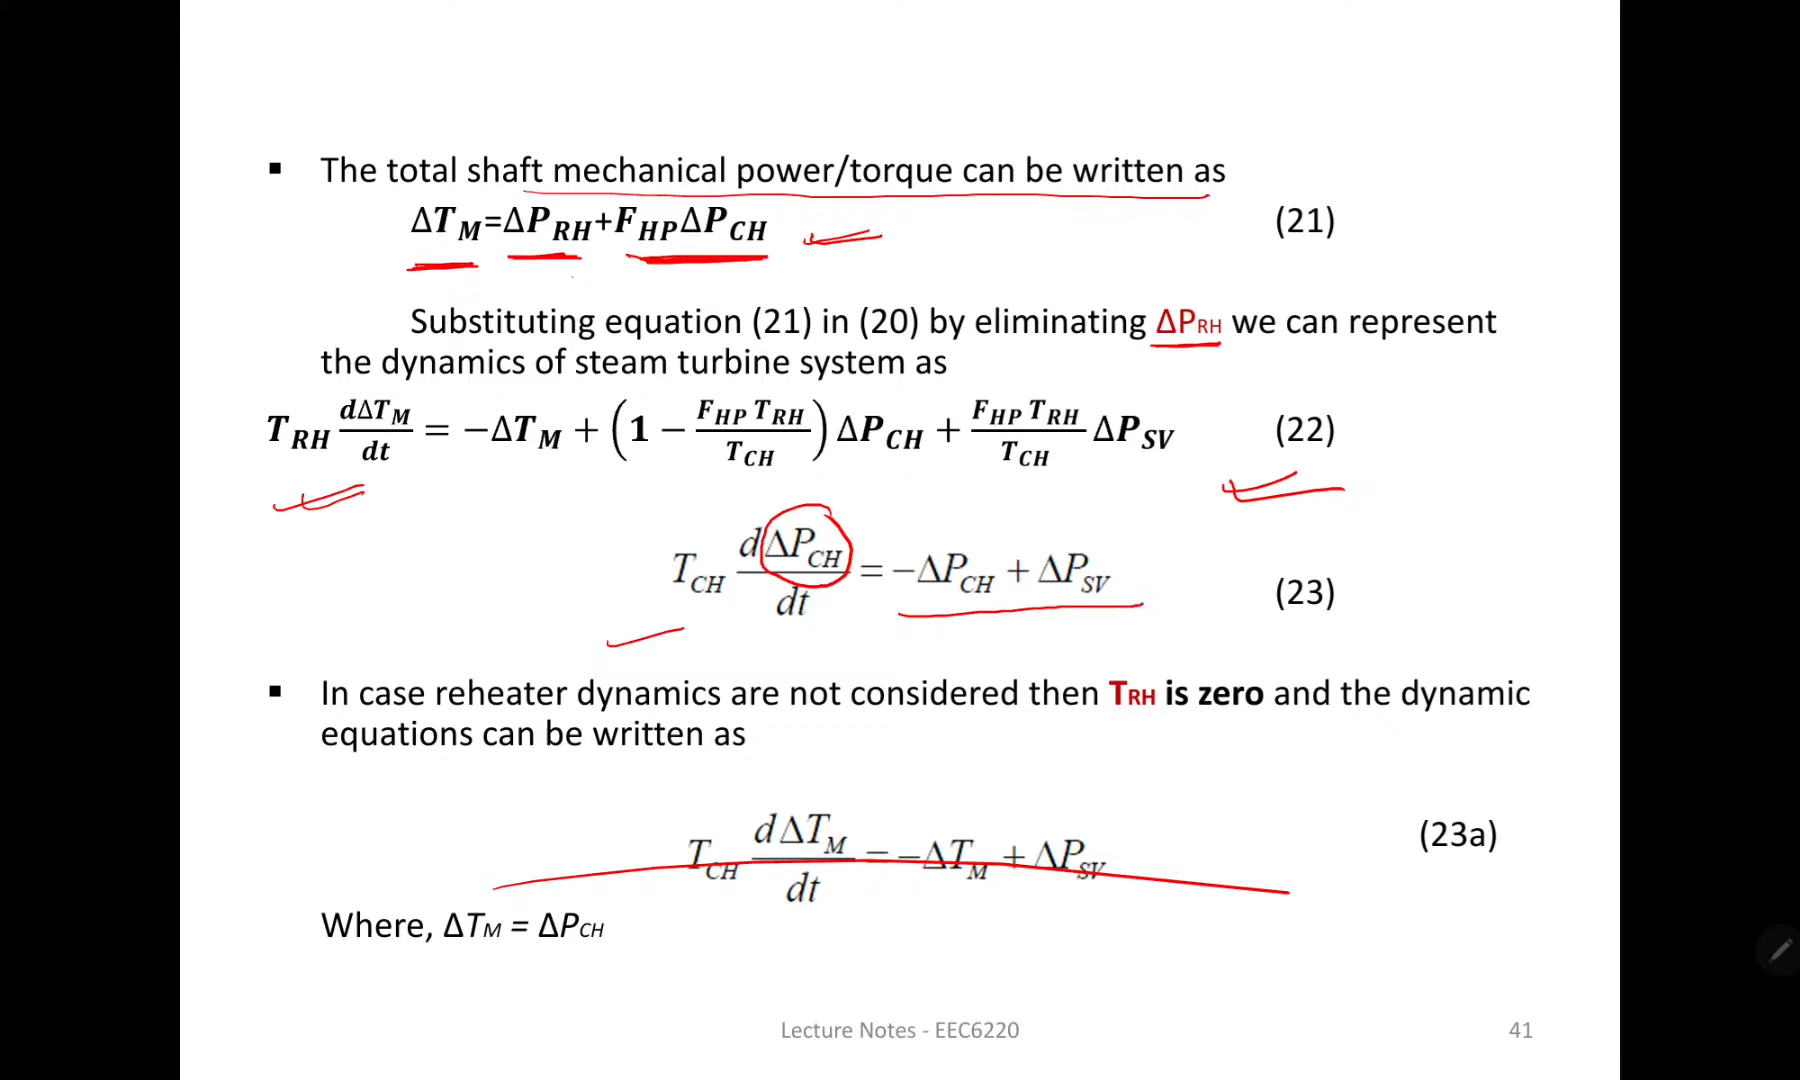 ▪ The total shaft mechanical power/torque can be written as
ΔT_M=ΔP_RH+F_HPΔP_CH (21)
Substituting equation (21) in (20) by eliminating ΔP_RH we can represent
the dynamics of steam turbine system as
T_RH dΔT_M/dt = −ΔT_M + (1 − F_HP T_RH/T_CH) ΔP_CH + F_HP T_RH/T_CH ΔP_SV (22)
T_CH dΔP_CH/dt = −ΔP_CH + ΔP_SV (23)
▪ In case reheater dynamics are not considered then T_RH is zero and the dynamic
equations can be written as
T_CH dΔT_M/dt = −ΔT_M + ΔP_SV (23a)
Where, ΔT_M = ΔP_CH
Lecture Notes - EEC6220 41